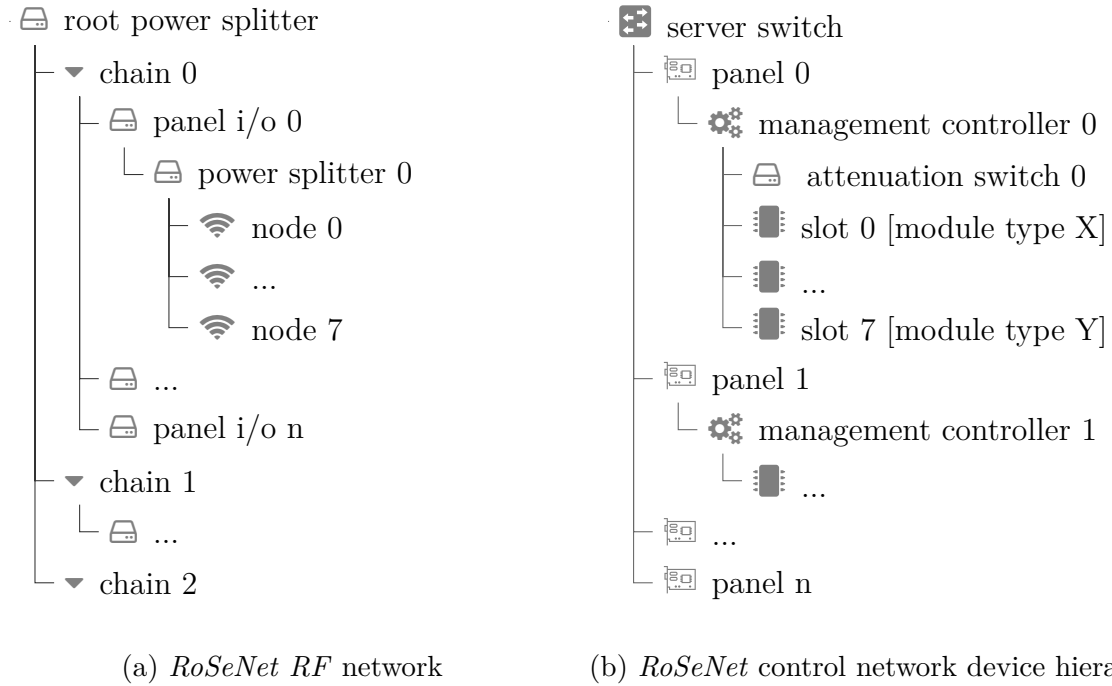 root power splitter
chain 0
panel i/o 0
power splitter 0
node 0
...
node 7
...
panel i/o n
chain 1
...
chain 2
(a) RoSeNet RF network
server switch
panel 0
management controller 0
attenuation switch 0
slot 0 [module type X]
...
slot 7 [module type Y]
panel 1
management controller 1
...
...
panel n
(b) RoSeNet control network device hiera